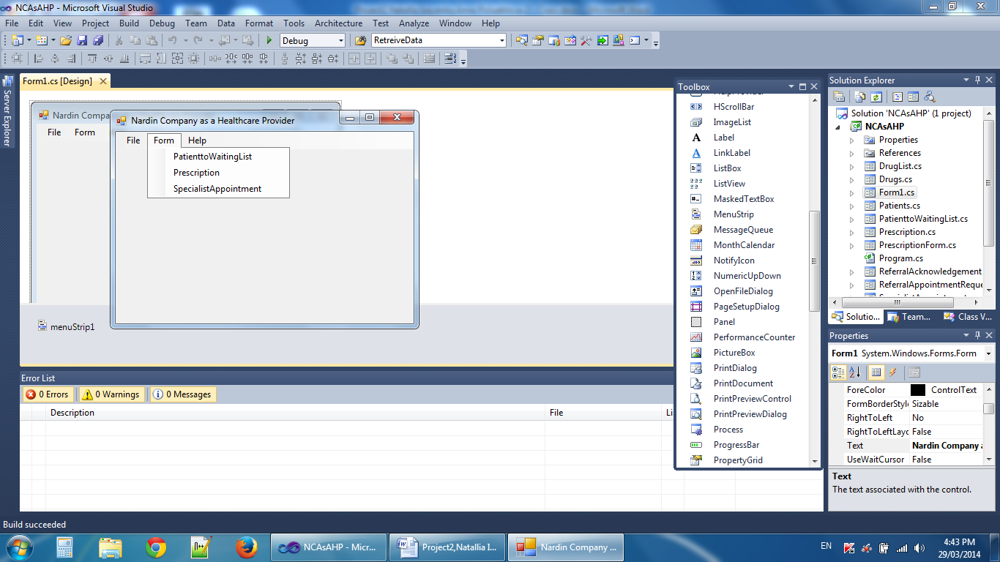 NCAsAHP - Microsoft Visual Studio
File Edit View Project Build Debug Team Data Format Tools Architecture Test Analyze Window Help
Debug RetreiveData
Server Explorer
Form1.cs [Design]
Nardin Compa
File Form
Nardin Company as a Healthcare Provider
File Form Help
PatienttoWaitingList
Prescription
SpecialistAppointment
menuStrip1
Error List
0 Errors 0 Warnings 0 Messages
Description File Li
Toolbox
HScrollBar
ImageList
Label
LinkLabel
ListBox
ListView
MaskedTextBox
MenuStrip
MessageQueue
MonthCalendar
NotifyIcon
NumericUpDown
OpenFileDialog
PageSetupDialog
Panel
PerformanceCounter
PictureBox
PrintDialog
PrintDocument
PrintPreviewControl
PrintPreviewDialog
Process
ProgressBar
PropertyGrid
Solution Explorer
Solution 'NCAsAHP' (1 project)
NCAsAHP
Properties
References
DrugList.cs
Drugs.cs
Form1.cs
Patients.cs
PatienttoWaitingList.cs
Prescription.cs
PrescriptionForm.cs
Program.cs
ReferralAcknowledgement
ReferralAppointmentReque
Solutio... Team... Class V...
Properties
Form1 System.Windows.Forms.Form
ForeColor ControlText
FormBorderStyle Sizable
RightToLeft No
RightToLeftLayo False
Text Nardin Company a
UseWaitCursor False
Text
The text associated with the control.
Build succeeded
NCAsAHP - Micr... Project2,Natallia I... Nardin Company ...
EN
4:43 PM
29/03/2014